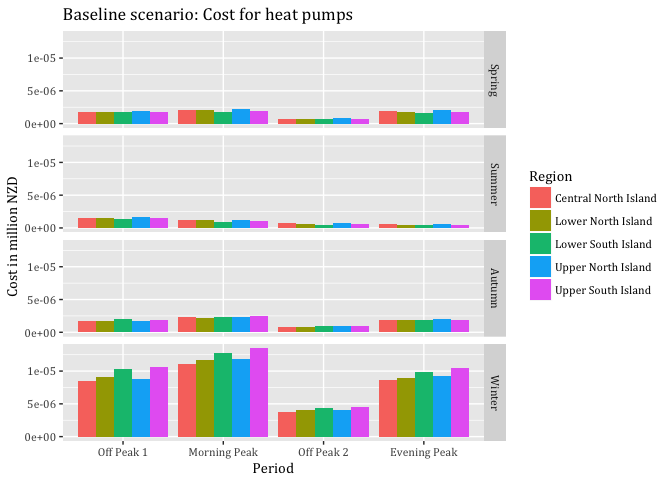 Baseline scenario: Cost for heat pumps
Cost in million NZD
1e-05
5e-06
0e+00
Spring
1e-05
5e-06
0e+00
Summer
1e-05
5e-06
0e+00
Autumn
1e-05
5e-06
0e+00
Winter
Off Peak 1
Morning Peak
Off Peak 2
Evening Peak
Period
Region
Central North Island
Lower North Island
Lower South Island
Upper North Island
Upper South Island